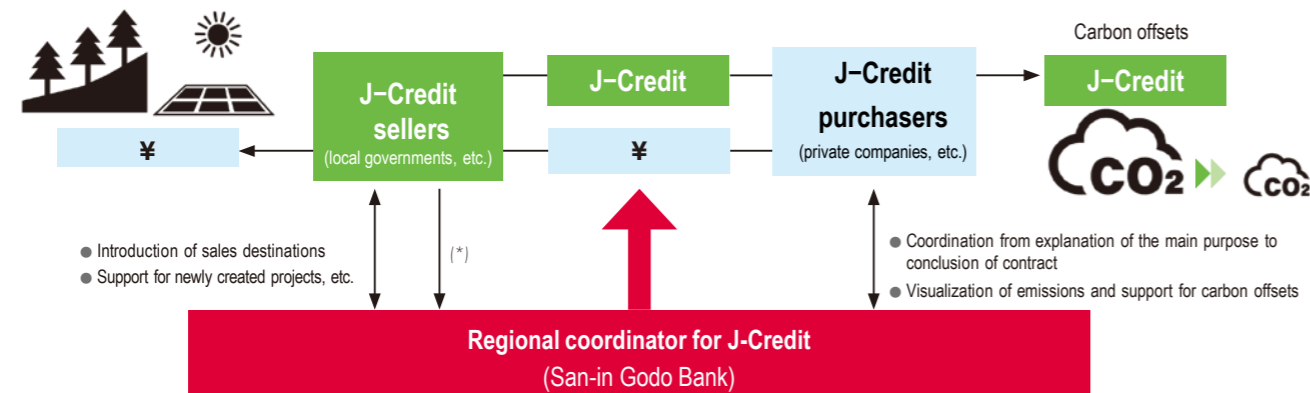 Carbon offsets
J−Credit
sellers
(local governments, etc.)
J−Credit
J−Credit
purchasers
(private companies, etc.)
J−Credit
¥
¥
CO2
CO2
● Introduction of sales destinations
● Support for newly created projects, etc.
(*)
● Coordination from explanation of the main purpose to
conclusion of contract
● Visualization of emissions and support for carbon offsets
Regional coordinator for J-Credit
(San-in Godo Bank)